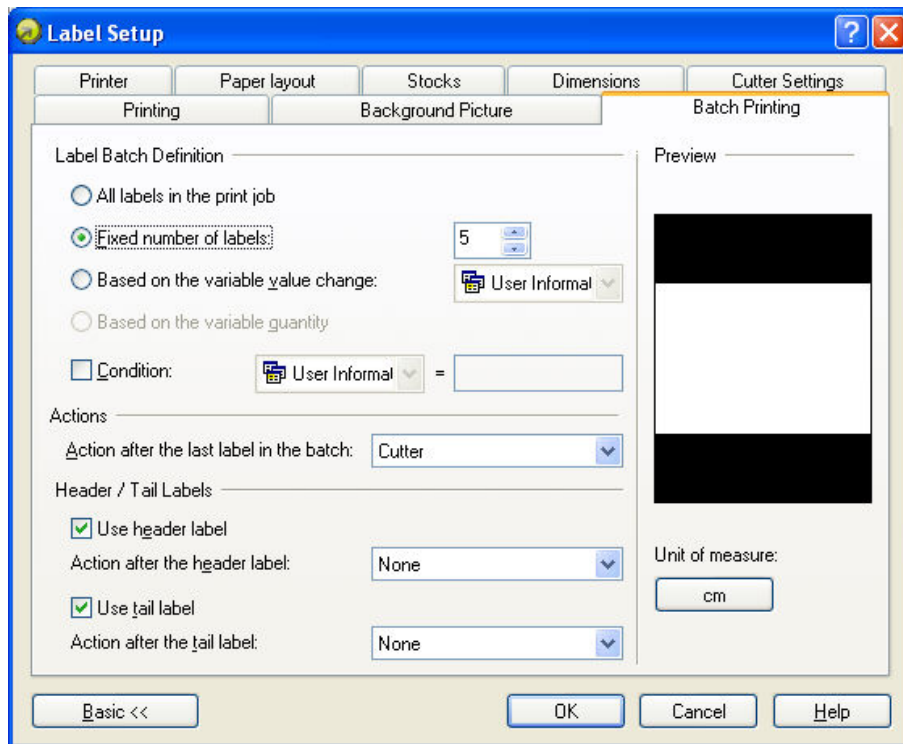 Label Setup
Printer Paper layout Stocks Dimensions Cutter Settings
Printing Background Picture Batch Printing
Label Batch Definition
All labels in the print job
Fixed number of labels: 5
Based on the variable value change: User Informal
Based on the variable quantity
Condition: User Informal =
Actions
Action after the last label in the batch: Cutter
Header / Tail Labels
Use header label
Action after the header label: None
Use tail label
Action after the tail label: None
Preview
Unit of measure:
cm
Basic << OK Cancel Help